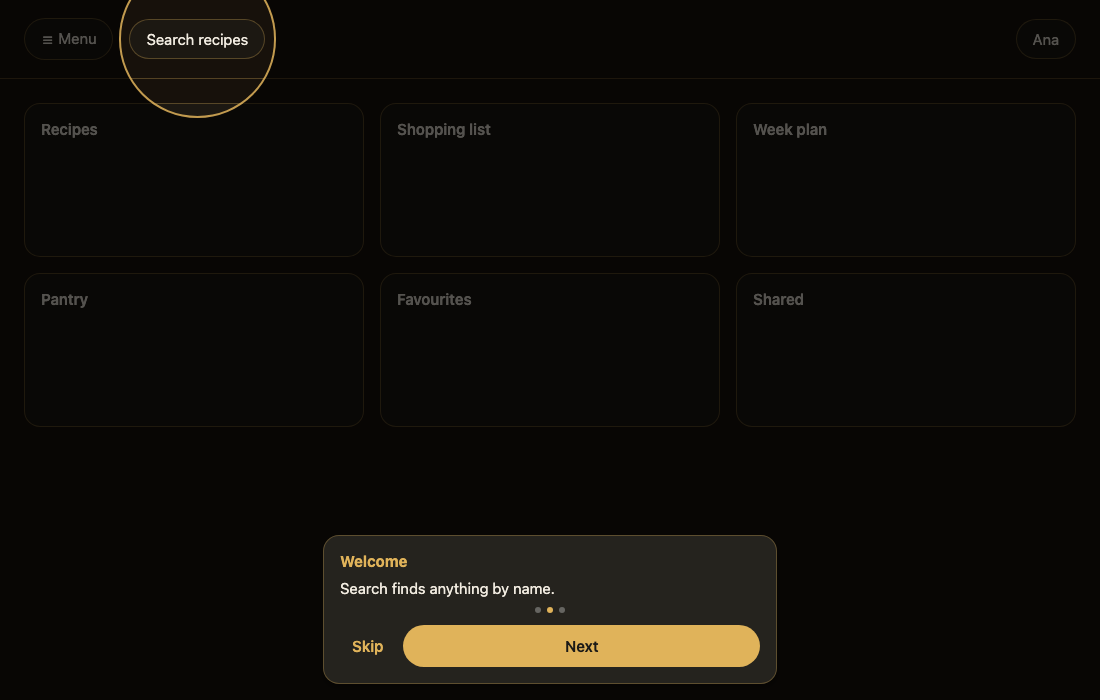 ≡ Menu
Search recipes
Ana
Recipes
Shopping list
Week plan
Pantry
Favourites
Shared
Welcome
Search finds anything by name.
Skip
Next